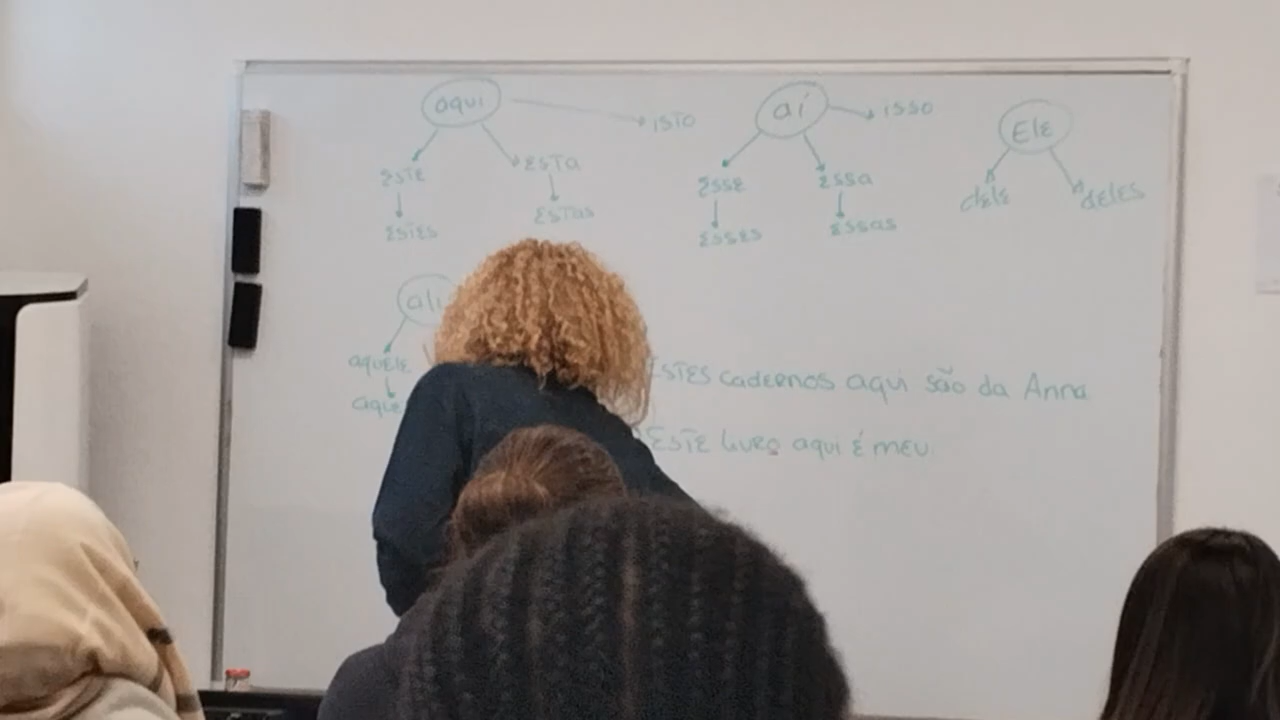 aqui
isto
este
esta
estes
estas
aí
isso
esse
essa
esses
essas
Ele
dele
deles
ali
aquele
Estes cadernos aqui são da Anna
Este livro aqui é meu.